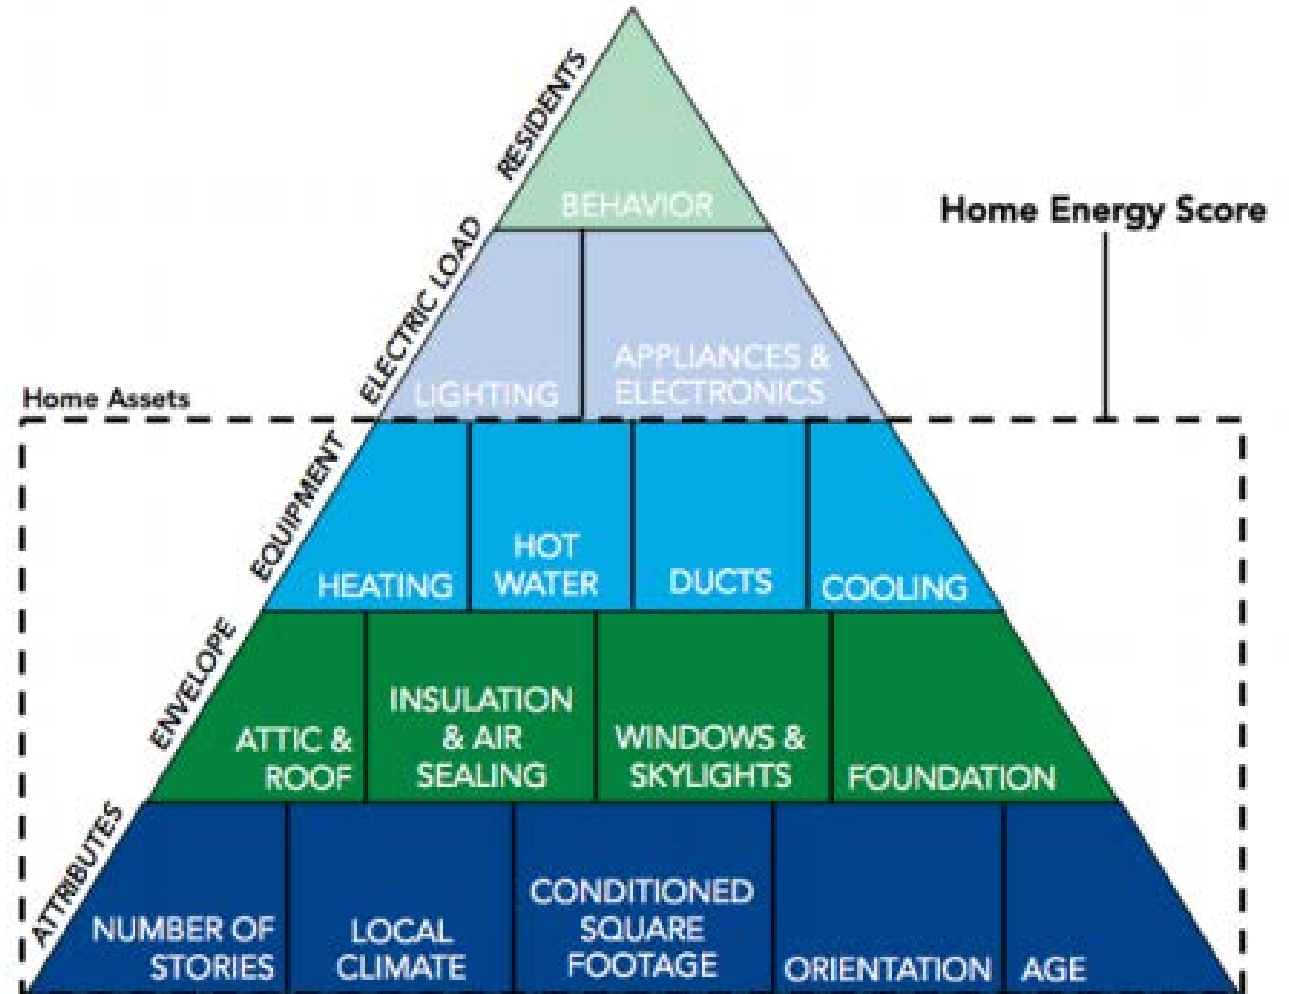 RESIDENTS
BEHAVIOR
Home Energy Score
ELECTRIC LOAD
LIGHTING
APPLIANCES &
ELECTRONICS
Home Assets
EQUIPMENT
HEATING
HOT
WATER
DUCTS
COOLING
ENVELOPE
ATTIC &
ROOF
INSULATION
& AIR
SEALING
WINDOWS &
SKYLIGHTS
FOUNDATION
ATTRIBUTES
NUMBER OF
STORIES
LOCAL
CLIMATE
CONDITIONED
SQUARE
FOOTAGE
ORIENTATION
AGE